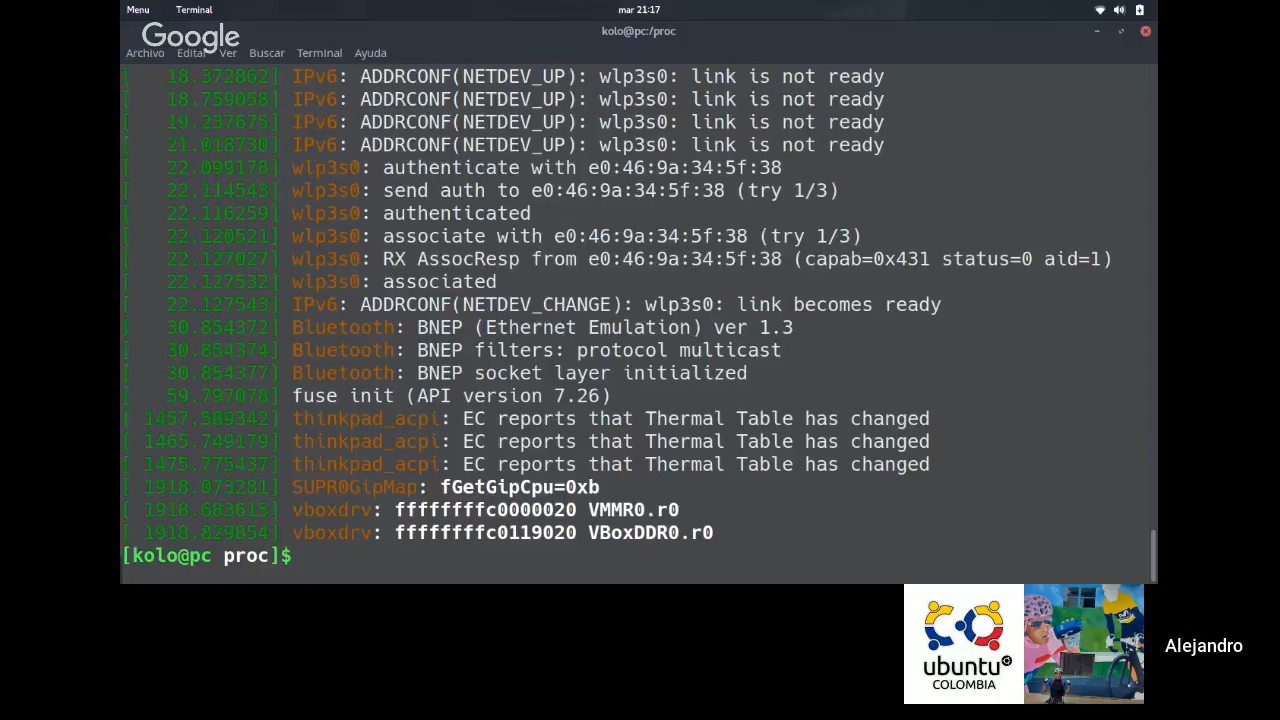 Menu Terminal mar 21:17
Google
kolo@pc:/proc
Archivo Editar Ver Buscar Terminal Ayuda
[   18.372862] IPv6: ADDRCONF(NETDEV_UP): wlp3s0: link is not ready
[   18.759058] IPv6: ADDRCONF(NETDEV_UP): wlp3s0: link is not ready
[   19.237675] IPv6: ADDRCONF(NETDEV_UP): wlp3s0: link is not ready
[   21.018730] IPv6: ADDRCONF(NETDEV_UP): wlp3s0: link is not ready
[   22.099178] wlp3s0: authenticate with e0:46:9a:34:5f:38
[   22.114543] wlp3s0: send auth to e0:46:9a:34:5f:38 (try 1/3)
[   22.116259] wlp3s0: authenticated
[   22.120521] wlp3s0: associate with e0:46:9a:34:5f:38 (try 1/3)
[   22.127027] wlp3s0: RX AssocResp from e0:46:9a:34:5f:38 (capab=0x431 status=0 aid=1)
[   22.127532] wlp3s0: associated
[   22.127543] IPv6: ADDRCONF(NETDEV_CHANGE): wlp3s0: link becomes ready
[   30.854372] Bluetooth: BNEP (Ethernet Emulation) ver 1.3
[   30.854374] Bluetooth: BNEP filters: protocol multicast
[   30.854377] Bluetooth: BNEP socket layer initialized
[   59.797078] fuse init (API version 7.26)
[ 1457.589342] thinkpad_acpi: EC reports that Thermal Table has changed
[ 1465.749179] thinkpad_acpi: EC reports that Thermal Table has changed
[ 1475.775437] thinkpad_acpi: EC reports that Thermal Table has changed
[ 1918.073281] SUPR0GipMap: fGetGipCpu=0xb
[ 1918.683615] vboxdrv: ffffffffc0000020 VMMR0.r0
[ 1918.829854] vboxdrv: ffffffffc0119020 VBoxDDR0.r0
[kolo@pc proc]$
ubuntu
COLOMBIA
Alejandro